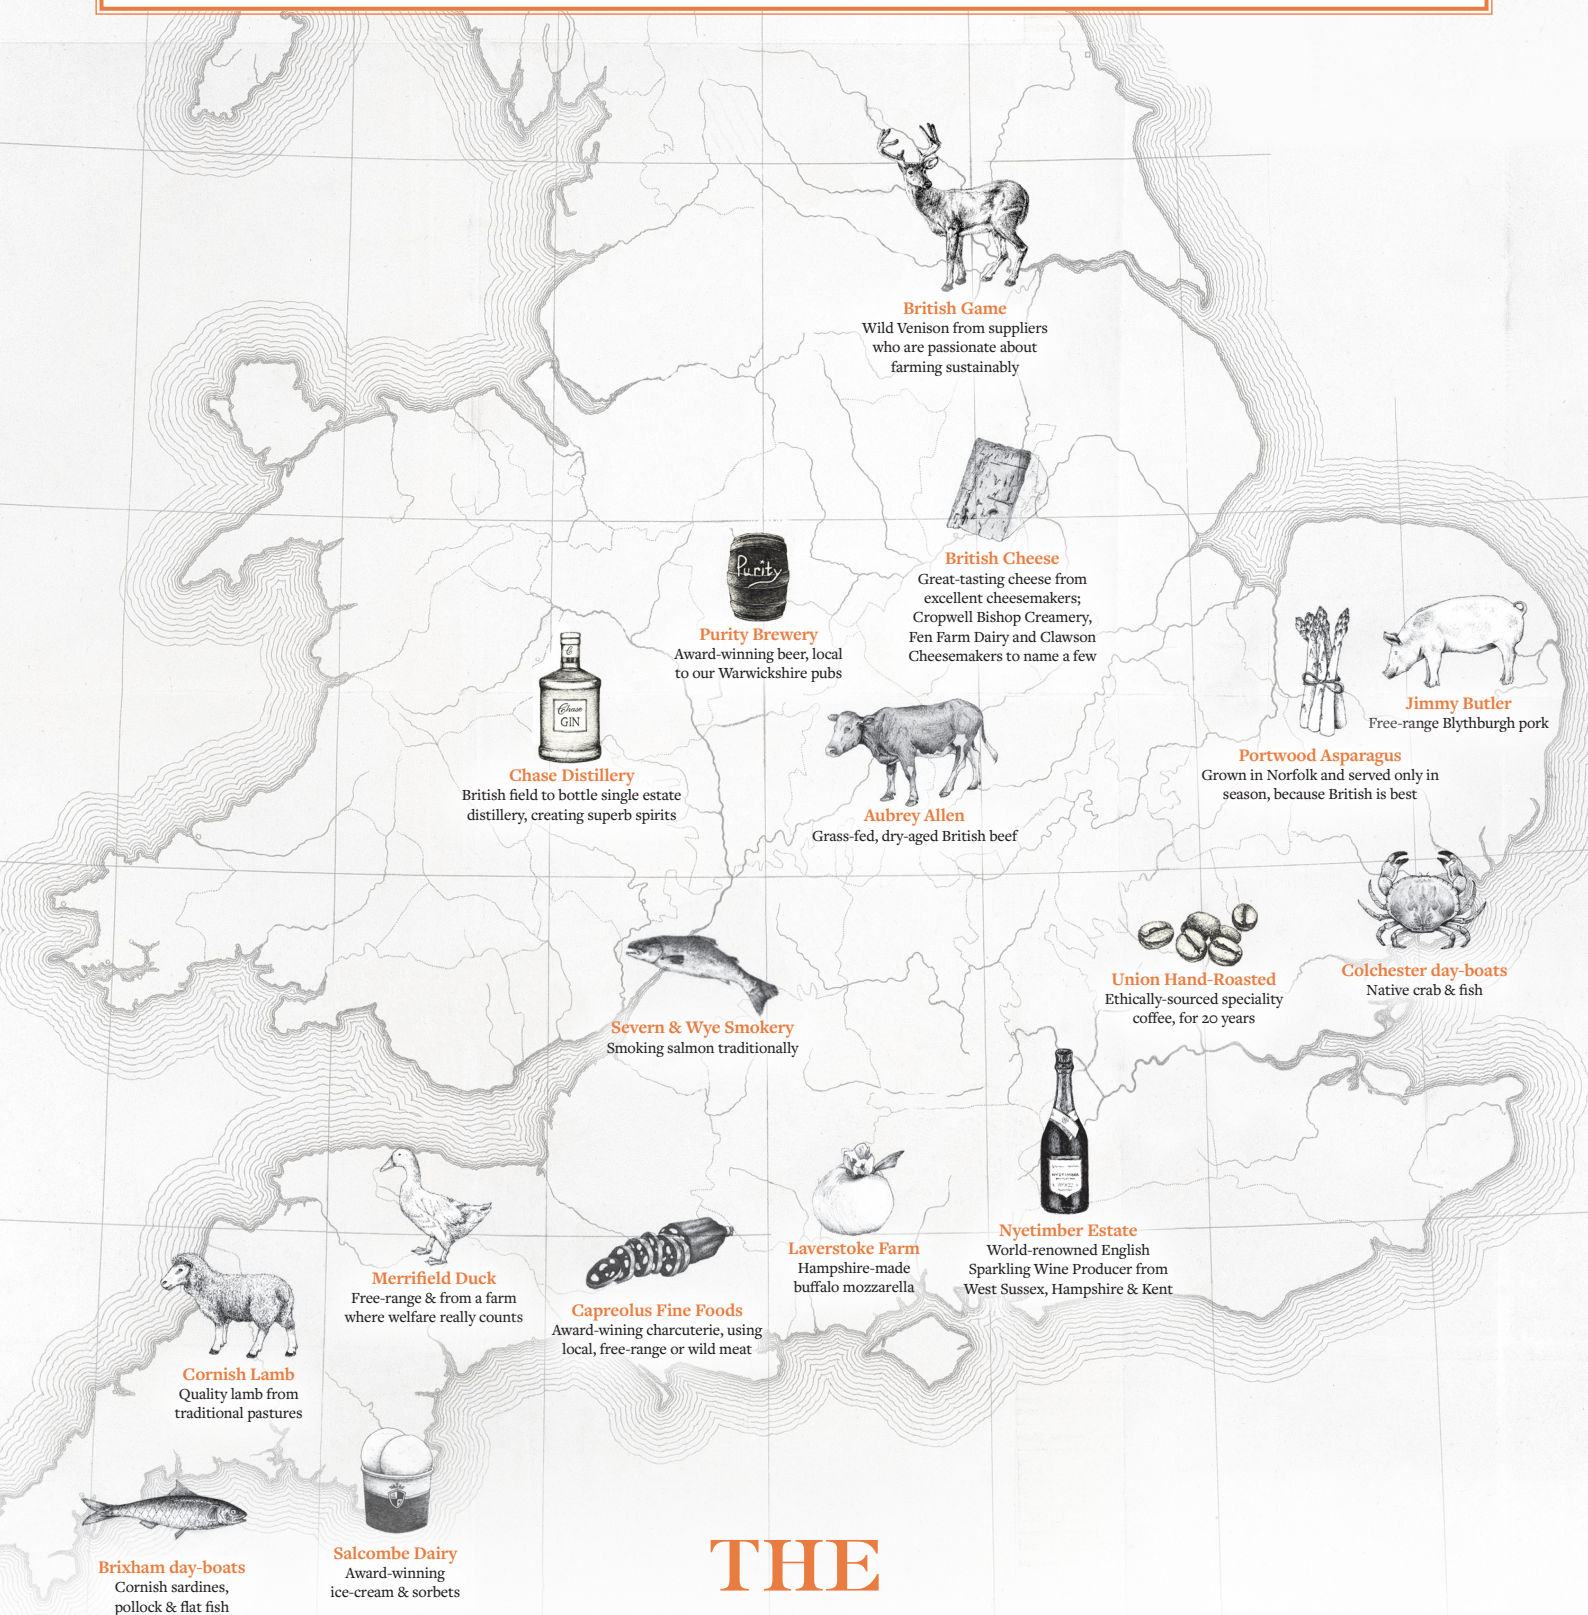 British Game
Wild Venison from suppliers
who are passionate about
farming sustainably
British Cheese
Great-tasting cheese from
excellent cheesemakers;
Cropwell Bishop Creamery,
Fen Farm Dairy and Clawson
Cheesemakers to name a few
Purity
Purity Brewery
Award-winning beer, local
to our Warwickshire pubs
Chase
GIN
Chase Distillery
British field to bottle single estate
distillery, creating superb spirits
Jimmy Butler
Free-range Blythburgh pork
Portwood Asparagus
Grown in Norfolk and served only in
season, because British is best
Aubrey Allen
Grass-fed, dry-aged British beef
Colchester day-boats
Native crab & fish
Union Hand-Roasted
Ethically-sourced speciality
coffee, for 20 years
Severn & Wye Smokery
Smoking salmon traditionally
Nyetimber Estate
World-renowned English
Sparkling Wine Producer from
West Sussex, Hampshire & Kent
Laverstoke Farm
Hampshire-made
buffalo mozzarella
Merrifield Duck
Free-range & from a farm
where welfare really counts
Capreolus Fine Foods
Award-wining charcuterie, using
local, free-range or wild meat
Cornish Lamb
Quality lamb from
traditional pastures
Salcombe Dairy
Award-winning
ice-cream & sorbets
Brixham day-boats
Cornish sardines,
pollock & flat fish
THE